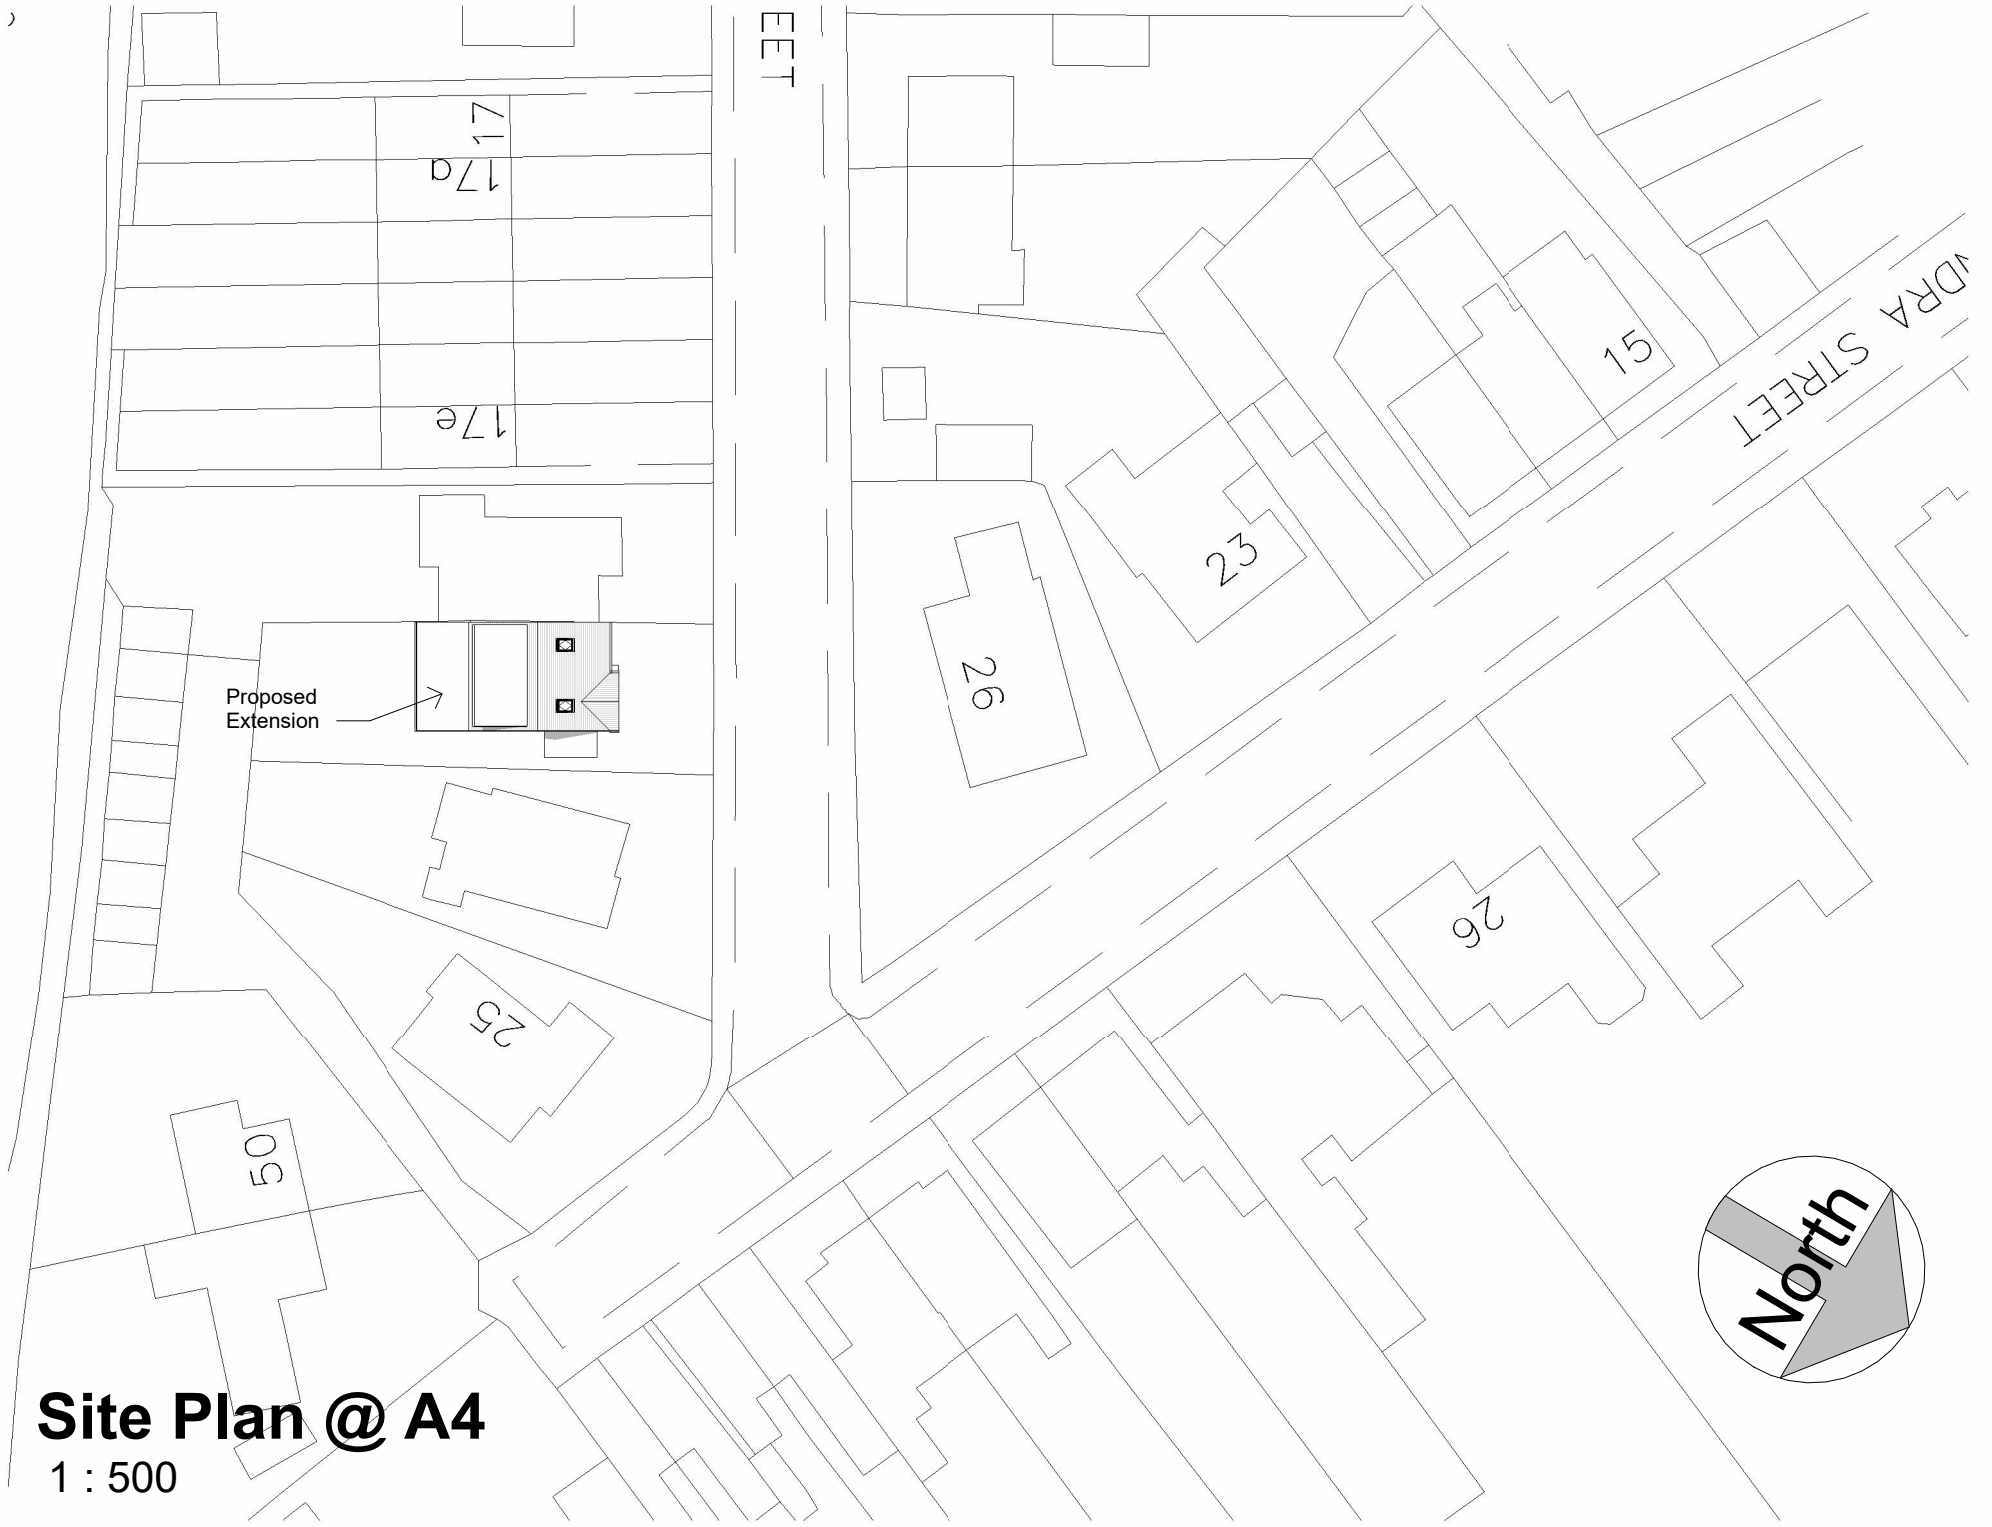 EET
17
17a
17e
Proposed
Extension
26
23
15
NDRA STREET
26
25
50
North
Site Plan @ A4
1 : 500